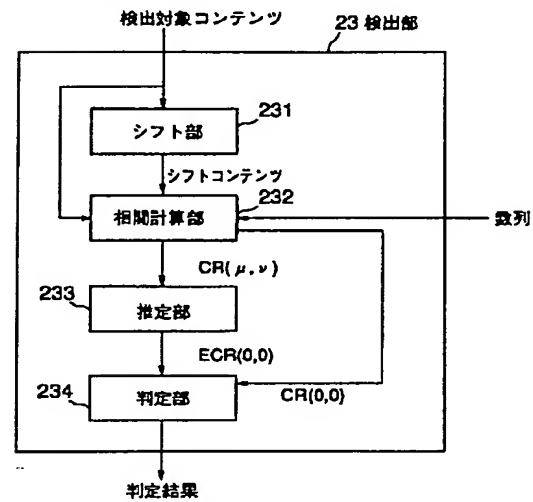 検出対象コンテンツ
23 検出部
231
シフト部
シフトコンテンツ
232
相関計算部
数列
CR(μ,ν)
233
推定部
ECR(0,0)
234
判定部
CR(0,0)
判定結果